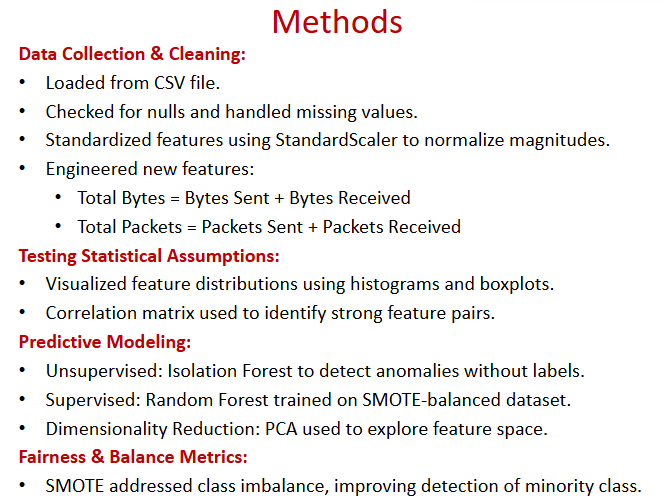 Methods
Data Collection & Cleaning:
• Loaded from CSV file.
• Checked for nulls and handled missing values.
• Standardized features using StandardScaler to normalize magnitudes.
• Engineered new features:
• Total Bytes = Bytes Sent + Bytes Received
• Total Packets = Packets Sent + Packets Received
Testing Statistical Assumptions:
• Visualized feature distributions using histograms and boxplots.
• Correlation matrix used to identify strong feature pairs.
Predictive Modeling:
• Unsupervised: Isolation Forest to detect anomalies without labels.
• Supervised: Random Forest trained on SMOTE-balanced dataset.
• Dimensionality Reduction: PCA used to explore feature space.
Fairness & Balance Metrics:
• SMOTE addressed class imbalance, improving detection of minority class.